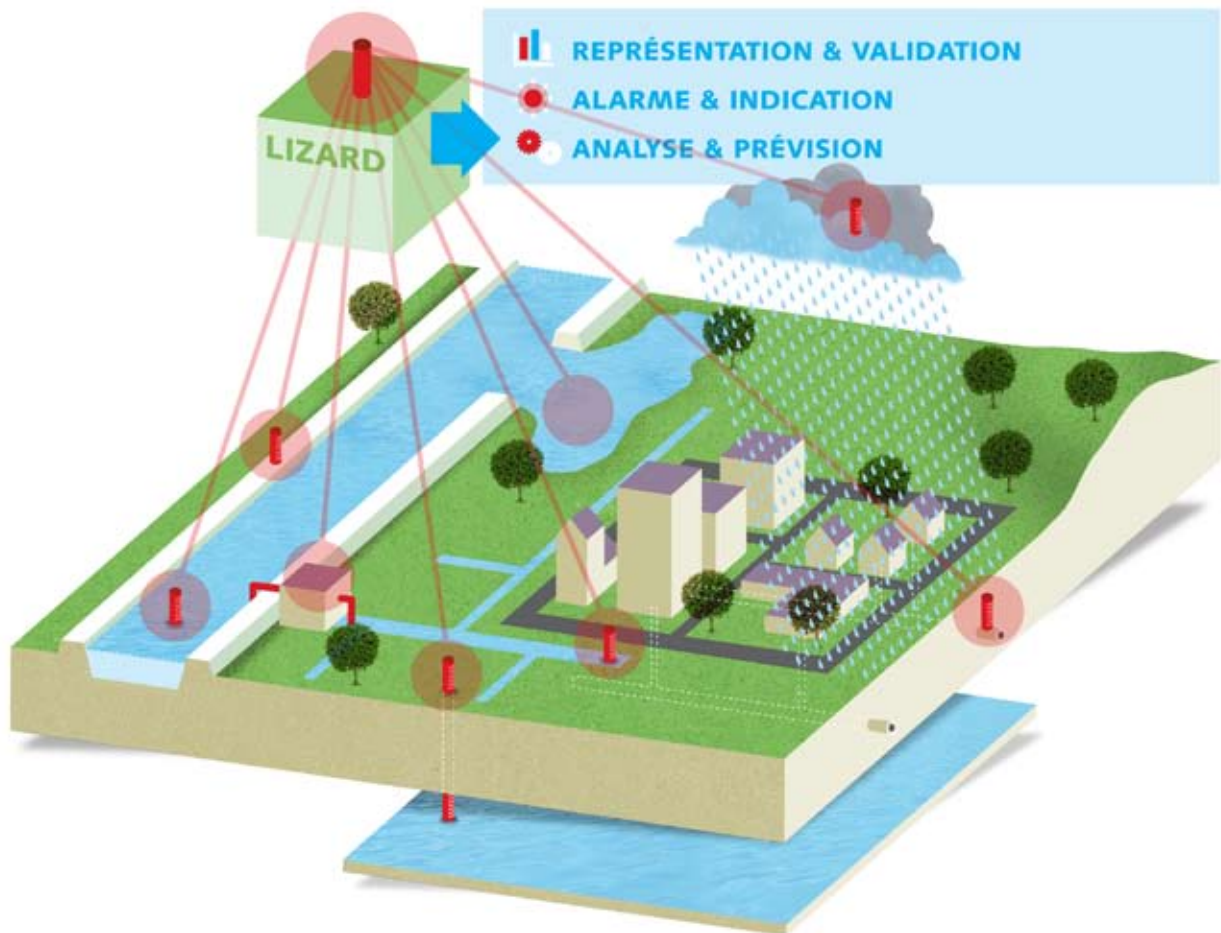 REPRÉSENTATION & VALIDATION
ALARME & INDICATION
ANALYSE & PRÉVISION
LIZARD